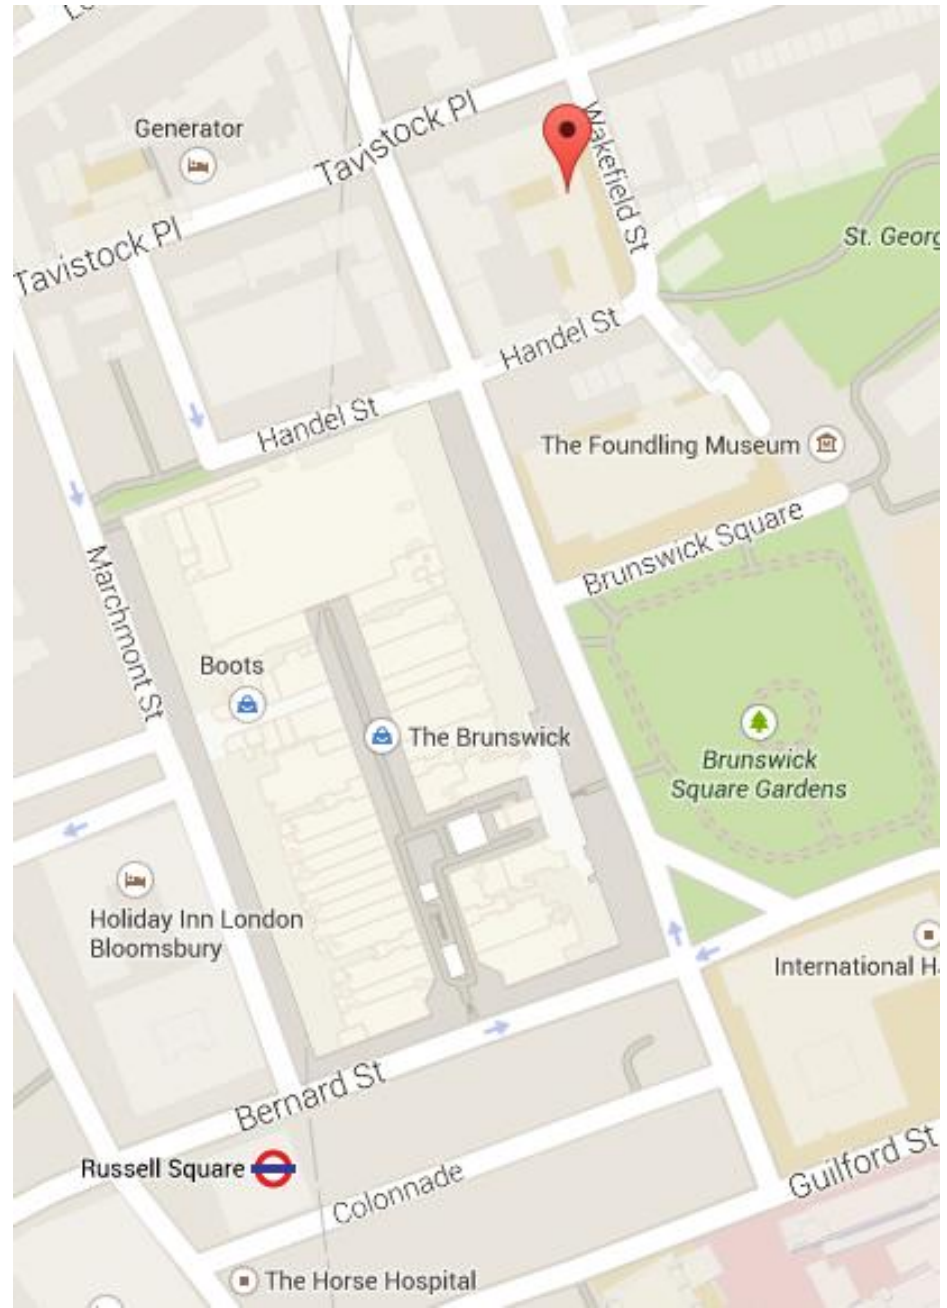 Generator
Tavistock Pl
Wakefield St
Tavistock Pl
St. Georg
Handel St
Handel St
The Foundling Museum
Brunswick Square
Marchmont St
Boots
The Brunswick
Brunswick
Square Gardens
Holiday Inn London
Bloomsbury
International H
Bernard St
Guilford St
Russell Square
Colonnade
The Horse Hospital